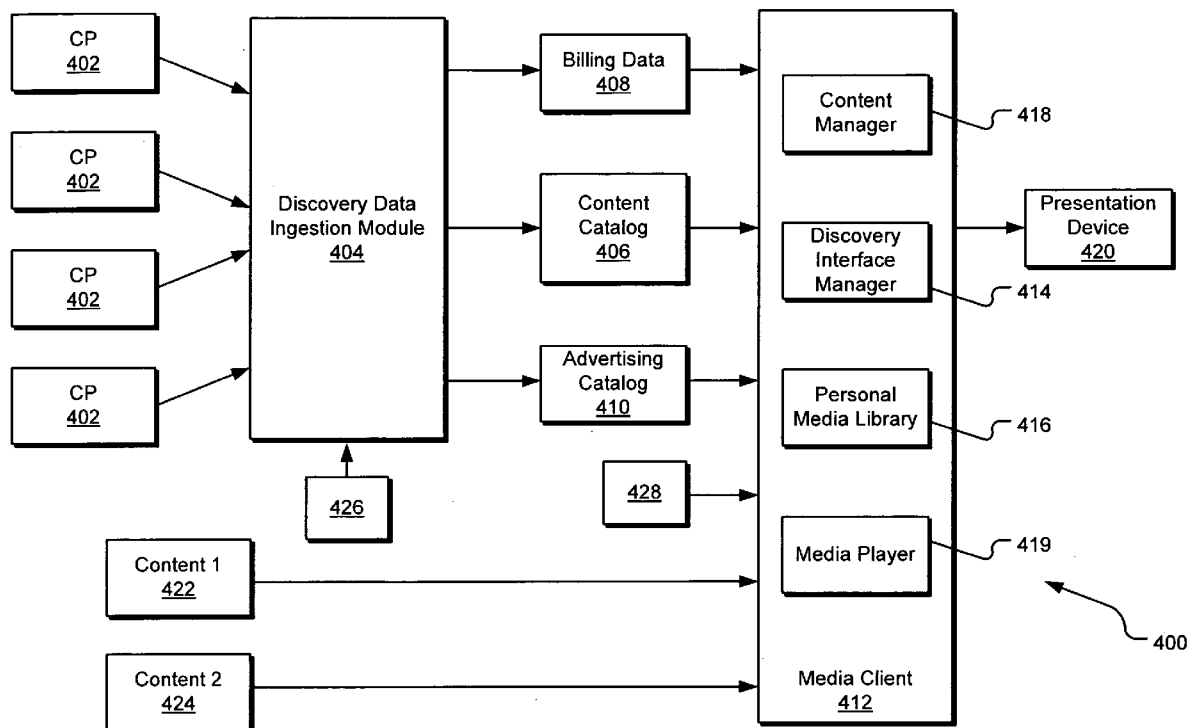 CP
402
CP
402
CP
402
CP
402
Discovery Data
Ingestion Module
404
426
Billing Data
408
Content
Catalog
406
Advertising
Catalog
410
428
Content 1
422
Content 2
424
Content
Manager
418
Discovery
Interface
Manager
414
Personal
Media Library
416
Media Player
419
Media Client
412
Presentation
Device
420
400